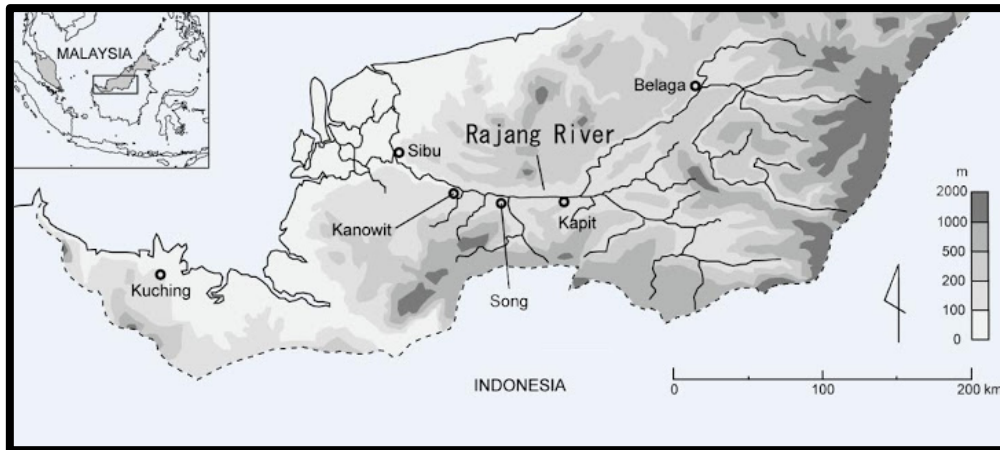 MALAYSIA
Belaga
Rajang River
Sibu
Kanowit
Kapit
Song
Kuching
INDONESIA
m
2000
1000
500
200
100
0
0 100 200 km